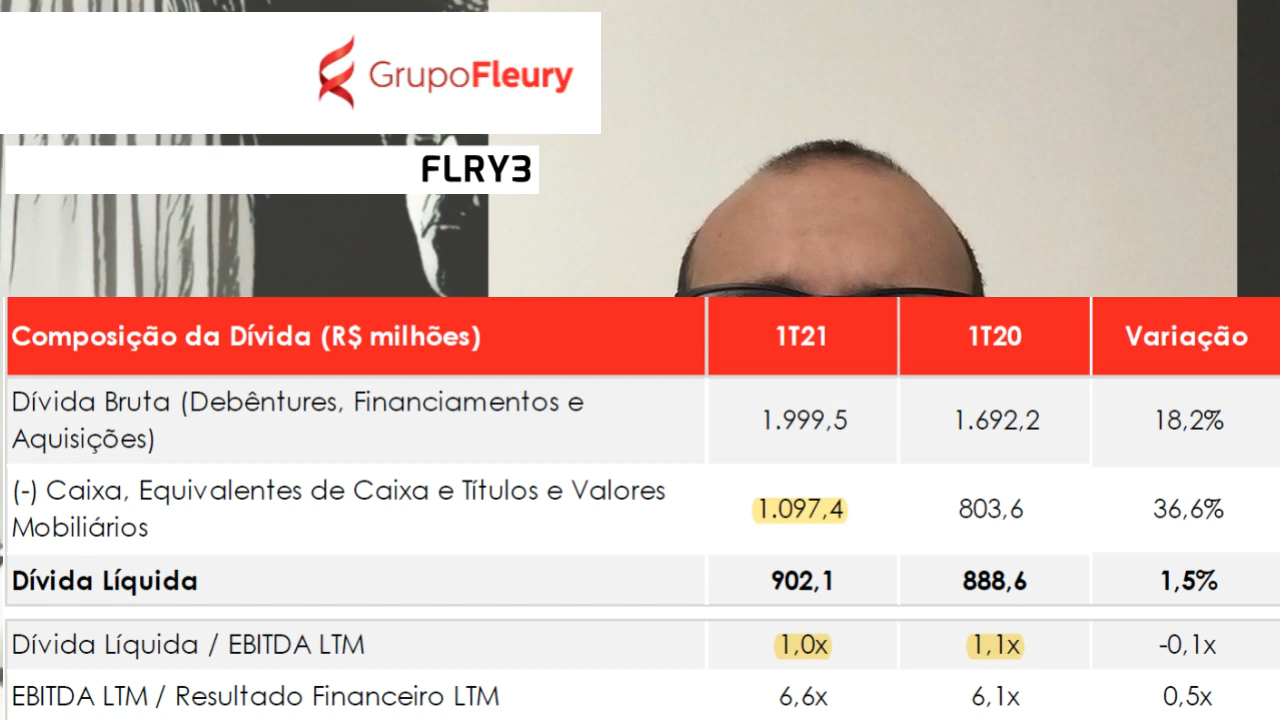 GrupoFleury
FLRY3
Composição da Dívida (R$ milhões) 1T21 1T20 Variação
Dívida Bruta (Debêntures, Financiamentos e
Aquisições) 1.999,5 1.692,2 18,2%
(-) Caixa, Equivalentes de Caixa e Títulos e Valores
Mobiliários 1.097,4 803,6 36,6%
Dívida Líquida 902,1 888,6 1,5%
Dívida Líquida / EBITDA LTM 1,0x 1,1x -0,1x
EBITDA LTM / Resultado Financeiro LTM 6,6x 6,1x 0,5x